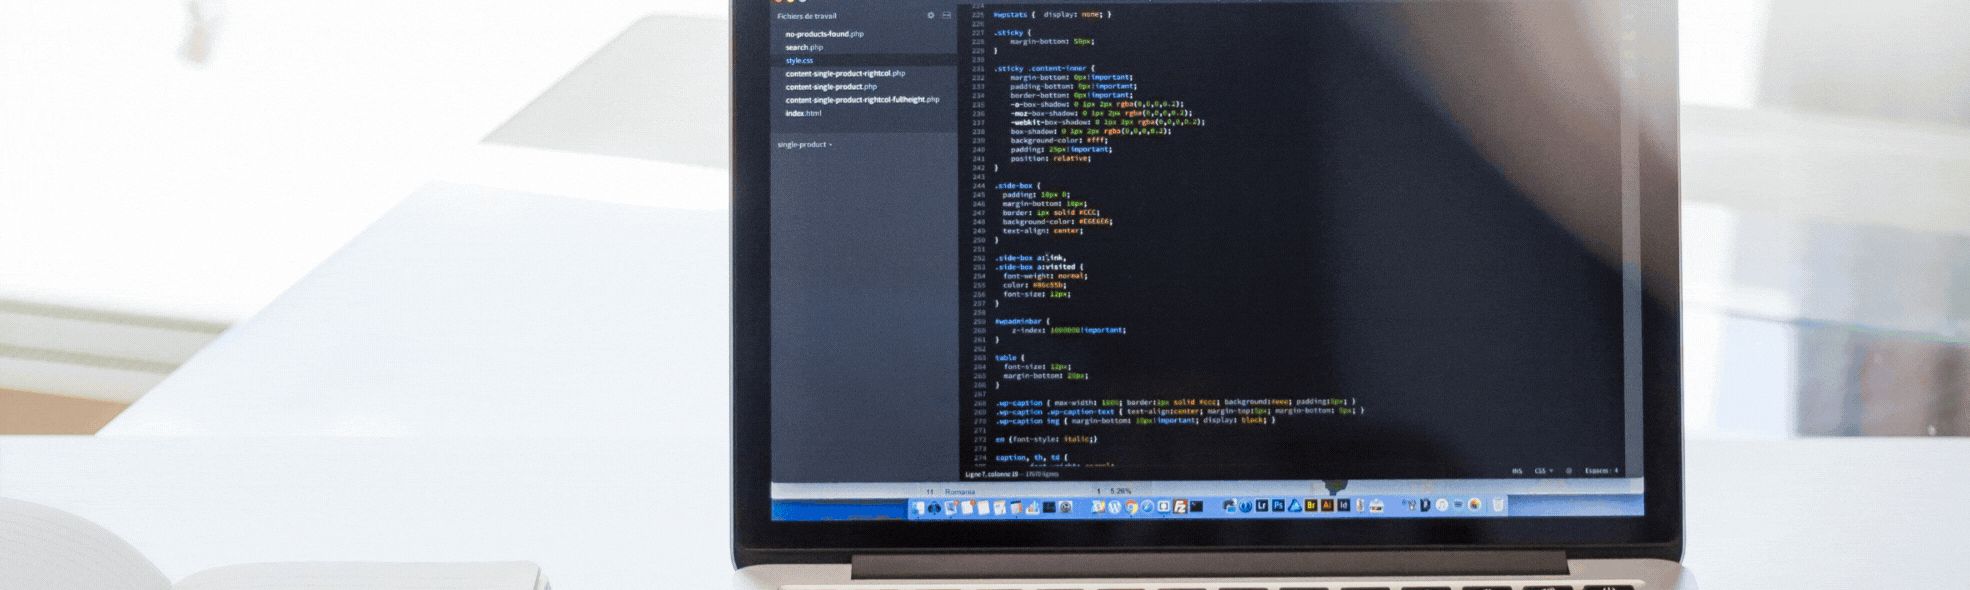 Fichiers de travail
no-products-found.php
search.php
style.css
content-single-product-rightcol.php
content-single-product.php
content-single-product-rightcol-fullheight.php
index.html
single-product
224
225 #wpstats { display: none; }
226
227 .sticky {
228 margin-bottom: 50px;
229 }
230
231 .sticky .content-inner {
232 margin-bottom: 0px!important;
233 padding-bottom: 0px!important;
234 border-bottom: 0px!important;
235 -o-box-shadow: 0 1px 2px rgba(0,0,0,0.2);
236 -moz-box-shadow: 0 1px 2px rgba(0,0,0,0.2);
237 -webkit-box-shadow: 0 1px 2px rgba(0,0,0,0.2);
238 box-shadow: 0 1px 2px rgba(0,0,0,0.2);
239 background-color: #fff;
240 padding: 25px!important;
241 position: relative;
242 }
243
244 .side-box {
245 padding: 10px 0;
246 margin-bottom: 10px;
247 border: 1px solid #CCC;
248 background-color: #E6E6E6;
249 text-align: center;
250 }
251
252 .side-box a:link,
253 .side-box a:visited {
254 font-weight: normal;
255 color: #06c55b;
256 font-size: 12px;
257 }
258
259 #wpadminbar {
260 z-index: !important;
261 }
262
263 table {
264 font-size: 12px;
265 margin-bottom: 20px;
266 }
267
268 .wp-caption { max-width: 100%; border:1px solid #ccc; background:#eee; padding: }
269 .wp-caption .wp-caption-text { text-align:center; margin-top:5px; margin-bottom: 5px; }
270 .wp-caption img { margin-bottom: 10px!important; display: block; }
271
272 em {font-style: italic;}
273
274 caption, th, td {
font-weight: normal
Ligne 7, colonne 19 — lignes
INS CSS Espaces : 4
11 Romania 1 5.26%
Lr Ps Br Ai Id